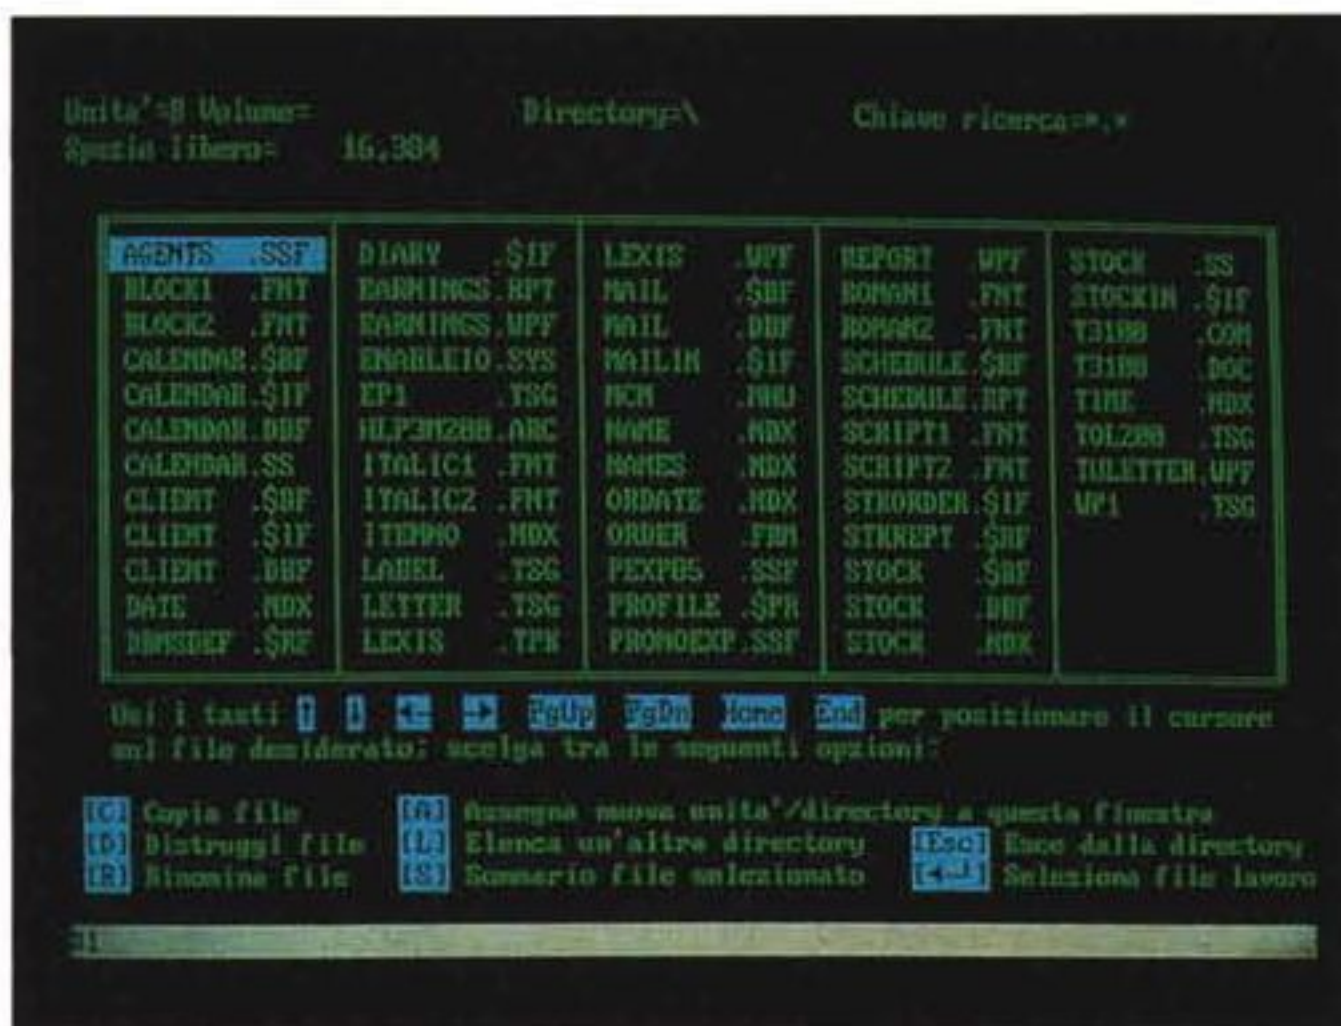 Unita'=B Volume= Directory=\ Chiave ricerca=*.*
Spazio libero= 16,384
AGENTS .SSF DIARY .$IF LEXIS .WPF REPORT .WPF STOCK .SS
BLOCK1 .FNT EARNINGS.RPT MAIL .$BF ROMAN1 .FNT STOCKIN .$IF
BLOCK2 .FNT EARNINGS.WPF MAIL .DBF ROMAN2 .FNT T3100 .COM
CALENDAR.$BF ENABLEIO.SYS MAILIN .$IF SCHEDULE.$RF T3100 .DOC
CALENDAR.$IF EP1 .TSG MCM .MNU SCHEDULE.RPT TIME .NDX
CALENDAR.DBF HLP3M200.ARC NAME .NDX SCRIPT1 .FNT TOL200 .TSG
CALENDAR.SS ITALIC1 .FNT NAMES .NDX SCRIPT2 .FNT TULETTER.WPF
CLIENT .$BF ITALIC2 .FNT ORDATE .NDX STKORDER.$IF WP1 .TSG
CLIENT .$IF ITEMNO .NDX ORDER .FRM STKREPT .$RF
CLIENT .DBF LABEL .TSG PEXP85 .SSF STOCK .$BF
DATE .NDX LETTER .TSG PROFILE .$PR STOCK .DBF
DBMSDEF .$RF LEXIS .TPK PROMOEXP.SSF STOCK .NDX
Usi i tasti ↑ ↓ ← → PgUp PgDn Home End per posizionare il cursore
sul file desiderato; scelga tra le seguenti opzioni:
[C] Copia file [A] Assegna nuova unita'/directory a questa finestra
[D] Distruggi file [L] Elenca un'altra directory [Esc] Esce dalla directory
[R] Rinomina file [S] Sommario file selezionato [←┘] Seleziona file lavoro